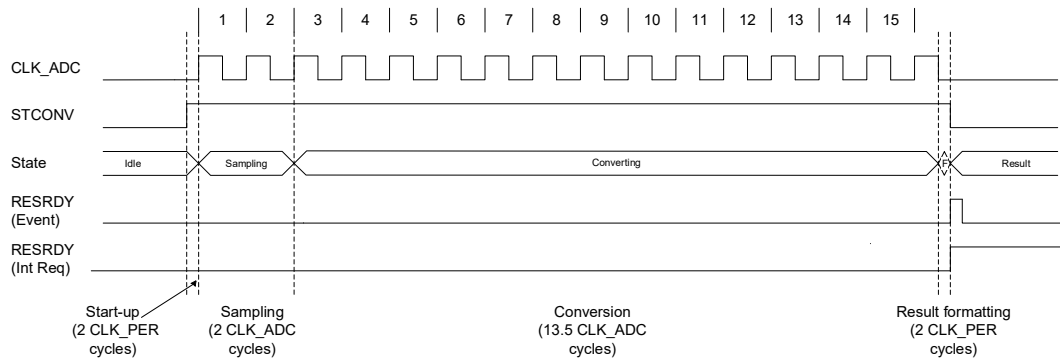 1 2 3 4 5 6 7 8 9 10 11 12 13 14 15
CLK_ADC
STCONV
State
Idle Sampling Converting F Result
RESRDY
(Event)
RESRDY
(Int Req)
Start-up
(2 CLK_PER
cycles)
Sampling
(2 CLK_ADC
cycles)
Conversion
(13.5 CLK_ADC
cycles)
Result formatting
(2 CLK_PER
cycles)